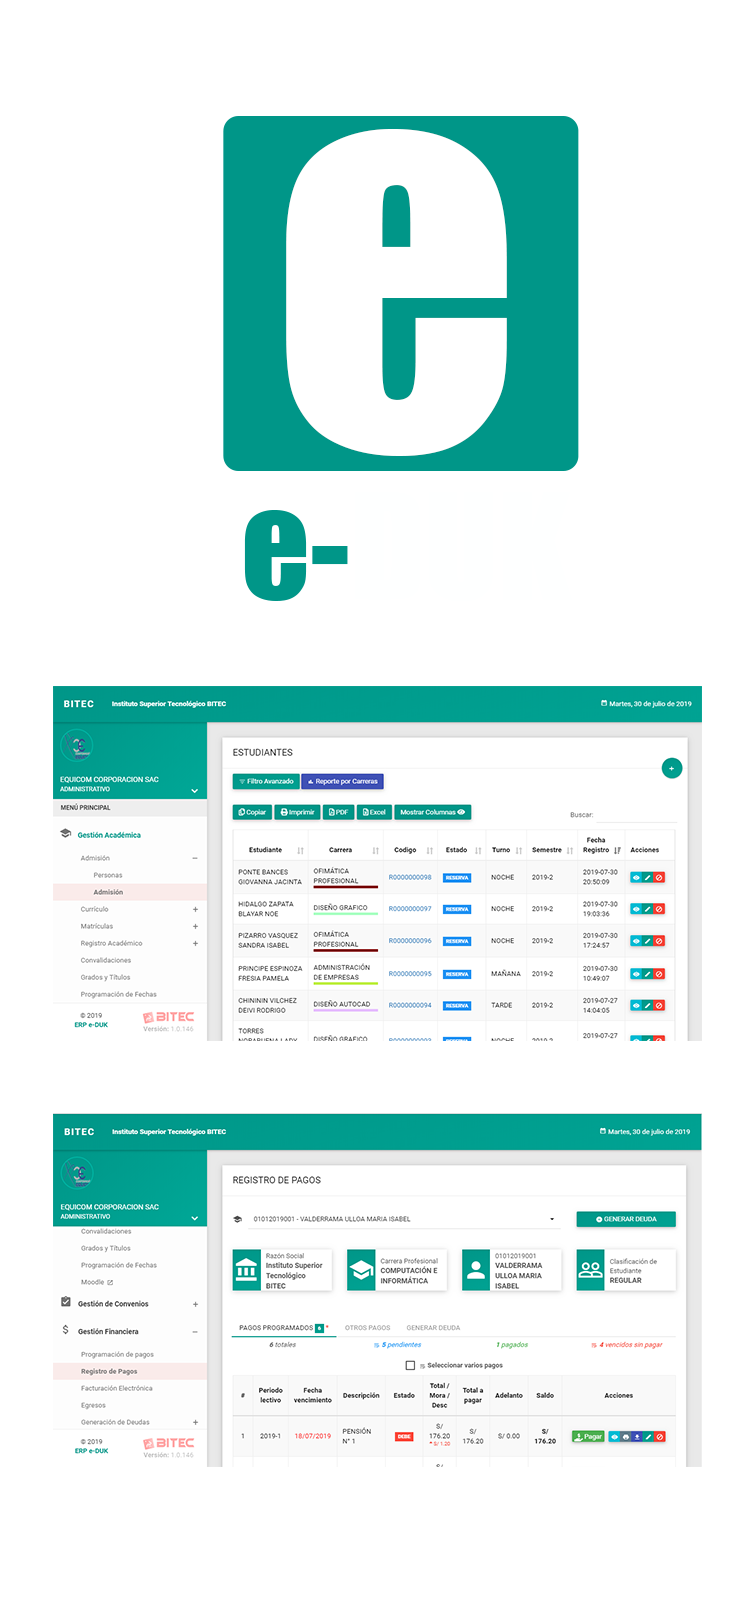 e
e-
BITEC
Instituto Superior Tecnológico BITEC
Martes, 30 de julio de 2019
EQUICOM CORPORACION SAC
ADMINISTRATIVO
MENÚ PRINCIPAL
Gestión Académica
Admisión
Personas
Admisión
Currículo
Matrículas
Registro Académico
Convalidaciones
Grados y Títulos
Programación de Fechas
© 2019
ERP e-DUK
BITEC
Versión: 1.0.146
ESTUDIANTES
+
Filtro Avanzado
Reporte por Carreras
Copiar
Imprimir
PDF
Excel
Mostrar Columnas
Buscar:
Estudiante Carrera Codigo Estado Turno Semestre Fecha Registro Acciones
PONTE BANCES GIOVANNA JACINTA OFIMÁTICA PROFESIONAL R0000000098 RESERVA NOCHE 2019-2 2019-07-30 20:50:09
HIDALGO ZAPATA BLAYAR NOE DISEÑO GRAFICO R0000000097 RESERVA NOCHE 2019-2 2019-07-30 19:03:36
PIZARRO VASQUEZ SANDRA ISABEL OFIMÁTICA PROFESIONAL R0000000096 RESERVA NOCHE 2019-2 2019-07-30 17:24:57
PRINCIPE ESPINOZA FRESIA PAMELA ADMINISTRACIÓN DE EMPRESAS R0000000095 RESERVA MAÑANA 2019-2 2019-07-30 10:49:07
CHINININ VILCHEZ DEIVI RODRIGO DISEÑO AUTOCAD R0000000094 RESERVA TARDE 2019-2 2019-07-27 14:04:05
TORRES DISEÑO GRAFICO NOCHE 2019-2 2019-07-27
BITEC
Instituto Superior Tecnológico BITEC
Martes, 30 de julio de 2019
EQUICOM CORPORACION SAC
ADMINISTRATIVO
Convalidaciones
Grados y Títulos
Programación de Fechas
Moodle
Gestión de Convenios
Gestión Financiera
Programación de pagos
Registro de Pagos
Facturación Electrónica
Egresos
Generación de Deudas
© 2019
ERP e-DUK
BITEC
Versión: 1.0.146
REGISTRO DE PAGOS
01012019001 - VALDERRAMA ULLOA MARIA ISABEL
GENERAR DEUDA
Razón Social
Instituto Superior
Tecnológico
BITEC
Carrera Profesional
COMPUTACIÓN E
INFORMÁTICA
01012019001
VALDERRAMA
ULLOA MARIA
ISABEL
Clasificación de
Estudiante
REGULAR
PAGOS PROGRAMADOS 6 * OTROS PAGOS GENERAR DEUDA
6 totales 5 pendientes 1 pagados 4 vencidos sin pagar
Seleccionar varios pagos
# Periodo lectivo Fecha vencimiento Descripción Estado Total / Mora / Desc Total a pagar Adelanto Saldo Acciones
1 2019-1 18/07/2019 PENSIÓN N° 1 DEBE S/ 176.20 * S/ 1.20 S/ 176.20 S/ 0.00 S/ 176.20 Pagar